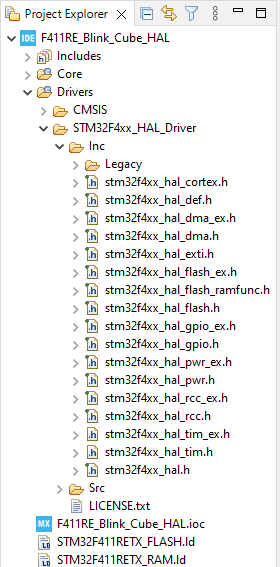 Project Explorer
IDE F411RE_Blink_Cube_HAL
Includes
Core
Drivers
CMSIS
STM32F4xx_HAL_Driver
Inc
Legacy
.h stm32f4xx_hal_cortex.h
.h stm32f4xx_hal_def.h
.h stm32f4xx_hal_dma_ex.h
.h stm32f4xx_hal_dma.h
.h stm32f4xx_hal_exti.h
.h stm32f4xx_hal_flash_ex.h
.h stm32f4xx_hal_flash_ramfunc.h
.h stm32f4xx_hal_flash.h
.h stm32f4xx_hal_gpio_ex.h
.h stm32f4xx_hal_gpio.h
.h stm32f4xx_hal_pwr_ex.h
.h stm32f4xx_hal_pwr.h
.h stm32f4xx_hal_rcc_ex.h
.h stm32f4xx_hal_rcc.h
.h stm32f4xx_hal_tim_ex.h
.h stm32f4xx_hal_tim.h
.h stm32f4xx_hal.h
Src
LICENSE.txt
MX F411RE_Blink_Cube_HAL.ioc
LD STM32F411RETX_FLASH.ld
LD STM32F411RETX_RAM.ld